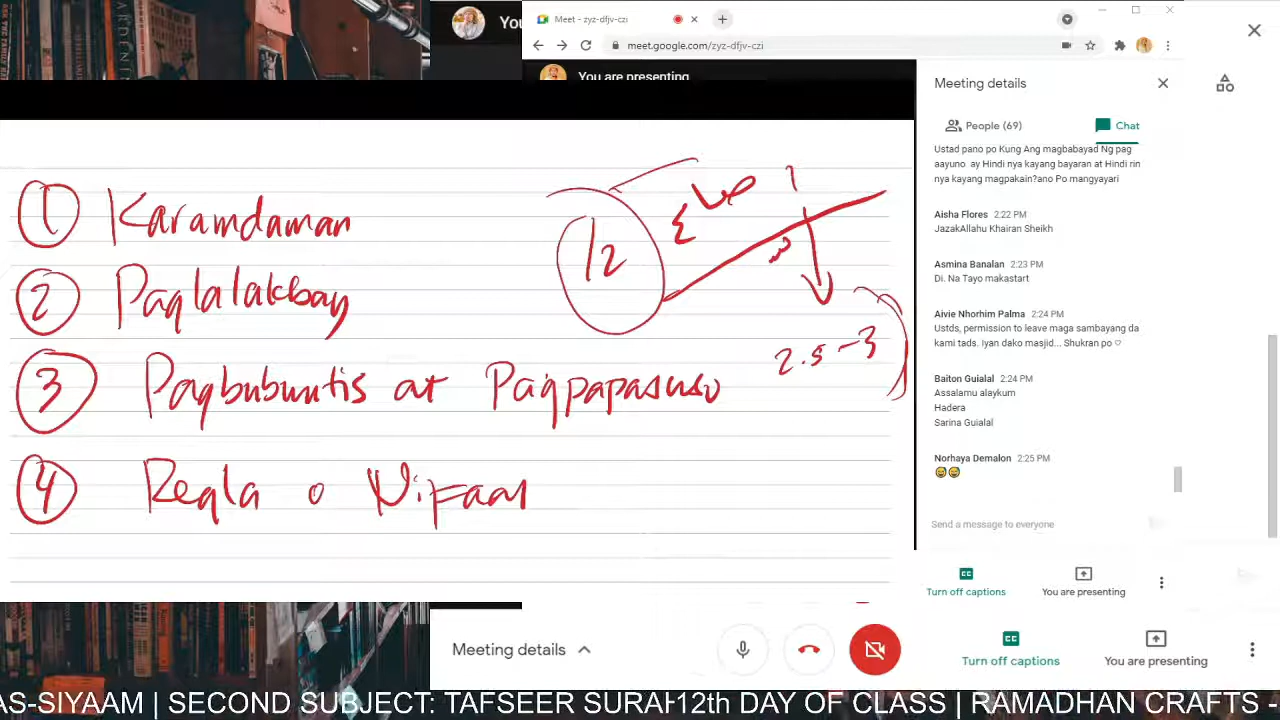 You
Meet - zyz-dfjv-czi
meet.google.com/zyz-dfjv-czi
You are presenting
① Karamdaman
② Paglalakbay
③ Pagbubuntis at Pagpapasuso
④ Regla o Nifaas
12
صاع
1
3
2.5 - 3
Meeting details
People (69)
Chat
Ustad pano po Kung Ang magbabayad Ng pag
aayuno ay Hindi nya kayang bayaran at Hindi rin
nya kayang magpakain?ano Po mangyayari
Aisha Flores 2:22 PM
JazakAllahu Khairan Sheikh
Asmina Banalan 2:23 PM
Di. Na Tayo makastart
Aivie Nhorhim Palma 2:24 PM
Ustds, permission to leave maga sambayang da
kami tads. Iyan dako masjid... Shukran po ♡
Baiton Guialal 2:24 PM
Assalamu alaykum
Hadera
Sarina Guialal
Norhaya Demalon 2:25 PM
😅😅
Send a message to everyone
Turn off captions
You are presenting
Meeting details
Turn off captions
You are presenting
AS-SIYAAM | SECOND SUBJECT: TAFSEER SURAH 12th DAY OF CLASS | RAMADHAN CRAFTS -